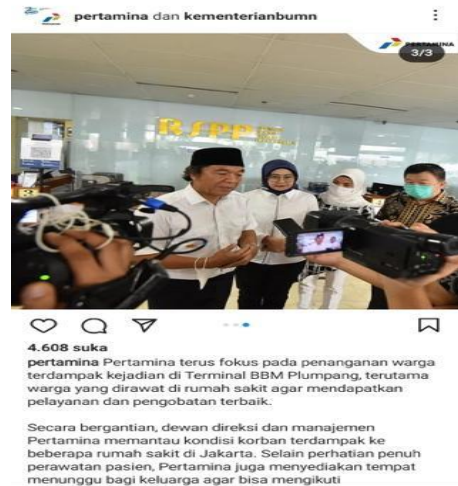 pertamina dan kementerianbumn
PERTAMINA
3/3
RSPP
4.608 suka
pertamina Pertamina terus fokus pada penanganan warga
terdampak kejadian di Terminal BBM Plumpang, terutama
warga yang dirawat di rumah sakit agar mendapatkan
pelayanan dan pengobatan terbaik.
Secara bergantian, dewan direksi dan manajemen
Pertamina memantau kondisi korban terdampak ke
beberapa rumah sakit di Jakarta. Selain perhatian penuh
perawatan pasien, Pertamina juga menyediakan tempat
menunggu bagi keluarga agar bisa mengikuti